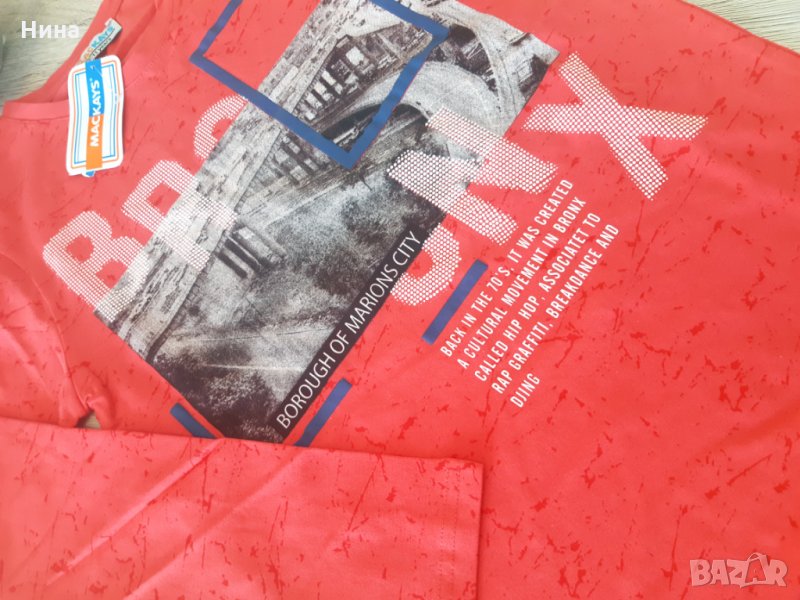 Нина
MACKAYS
BRONX
BOROUGH OF MARIONS CITY
BACK IN THE 70'S, IT WAS CREATED
A CULTURAL MOVEMENT IN BRONX
CALLED HIP HOP, ASSOCIATET TO
RAP GRAFFITI, BREAKDANCE AND
DJING
BAZAR